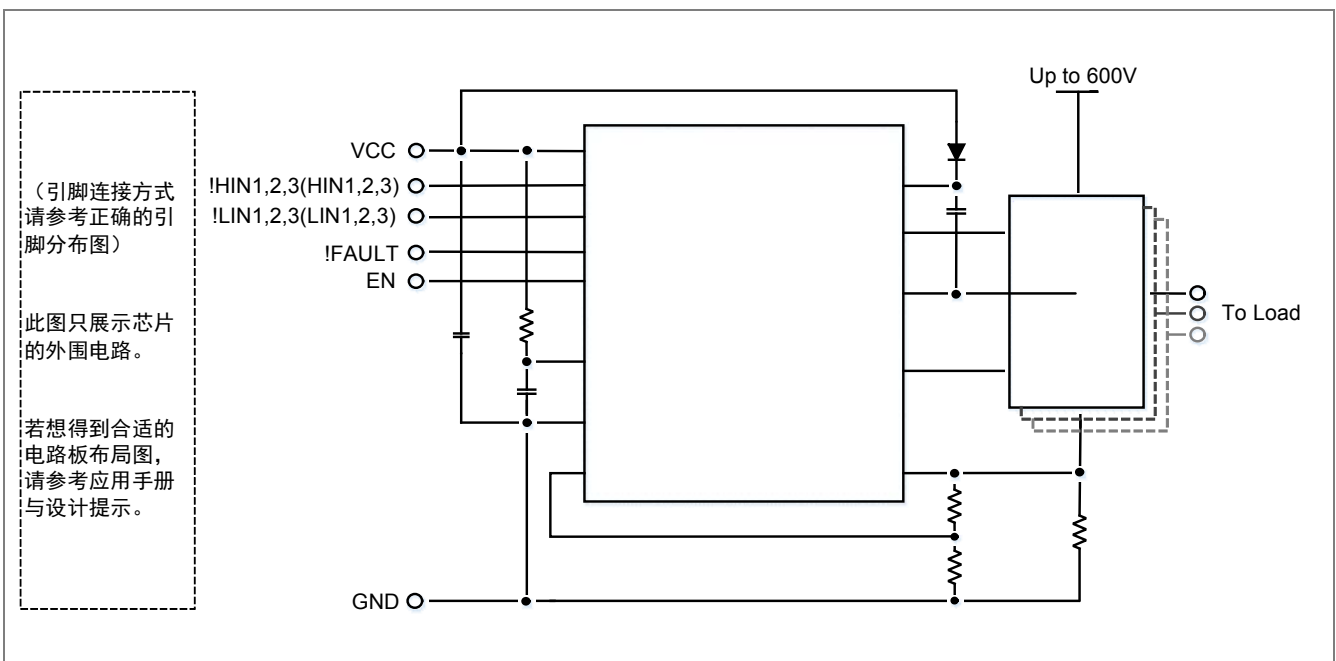 Up to 600V
VCC
!HIN1,2,3(HIN1,2,3)
!LIN1,2,3(LIN1,2,3)
!FAULT
EN
To Load
GND
（引脚连接方式
请参考正确的引
脚分布图）
此图只展示芯片
的外围电路。
若想得到合适的
电路板布局图，
请参考应用手册
与设计提示。